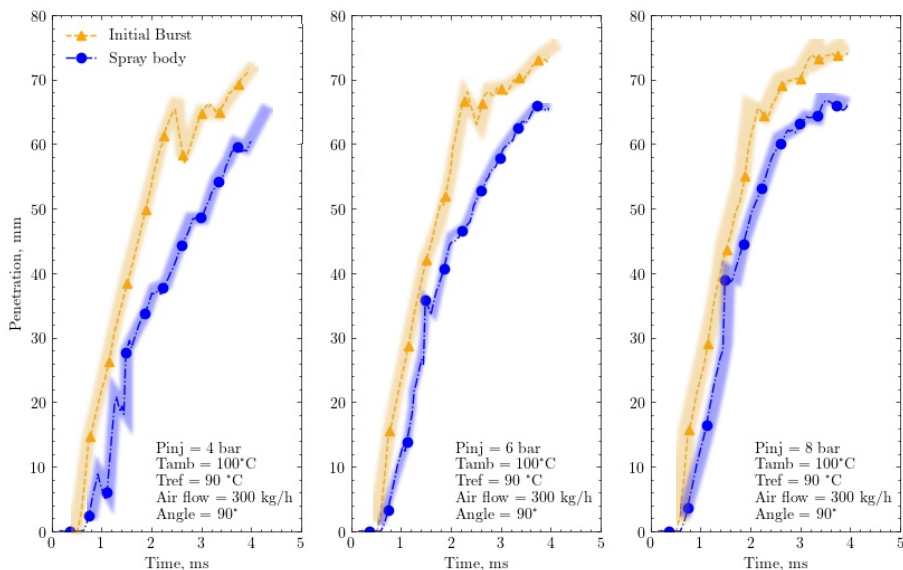 80
70
60
50
40
30
20
10
0
Penetration, mm
Initial Burst
Spray body
Pinj = 4 bar
Tamb = 100°C
Tref = 90 °C
Air flow = 300 kg/h
Angle = 90°
0 1 2 3 4 5
Time, ms
80
70
60
50
40
30
20
10
0
Pinj = 6 bar
Tamb = 100°C
Tref = 90 °C
Air flow = 300 kg/h
Angle = 90°
0 1 2 3 4 5
Time, ms
80
70
60
50
40
30
20
10
0
Pinj = 8 bar
Tamb = 100°C
Tref = 90 °C
Air flow = 300 kg/h
Angle = 90°
0 1 2 3 4 5
Time, ms